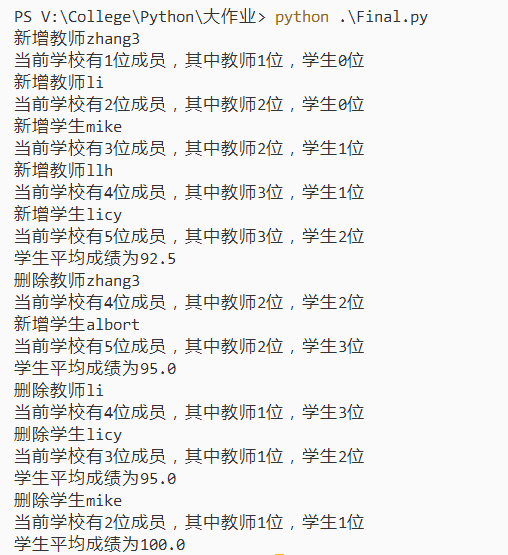 PS V:\College\Python\大作业> python .\Final.py
新增教师zhang3
当前学校有1位成员，其中教师1位，学生0位
新增教师li
当前学校有2位成员，其中教师2位，学生0位
新增学生mike
当前学校有3位成员，其中教师2位，学生1位
新增教师llh
当前学校有4位成员，其中教师3位，学生1位
新增学生licy
当前学校有5位成员，其中教师3位，学生2位
学生平均成绩为92.5
删除教师zhang3
当前学校有4位成员，其中教师2位，学生2位
新增学生albort
当前学校有5位成员，其中教师2位，学生3位
学生平均成绩为95.0
删除教师li
当前学校有4位成员，其中教师1位，学生3位
删除学生licy
当前学校有3位成员，其中教师1位，学生2位
学生平均成绩为95.0
删除学生mike
当前学校有2位成员，其中教师1位，学生1位
学生平均成绩为100.0